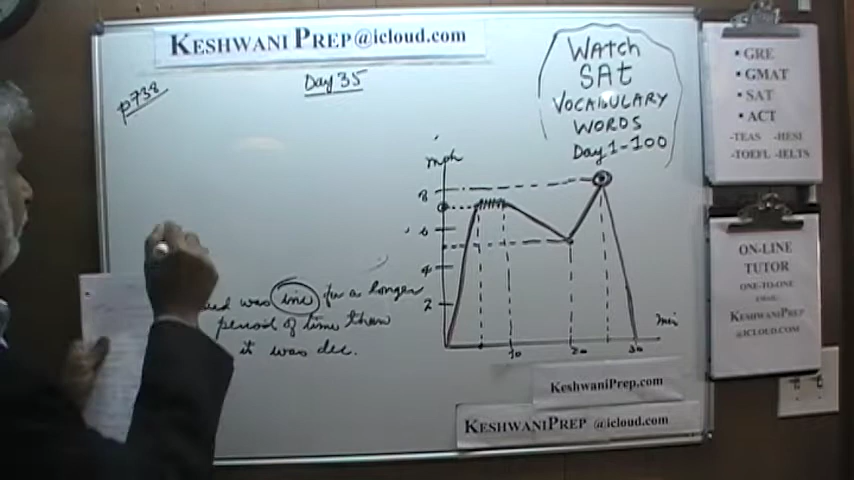 KESHWANI PREP@icloud.com
Day 35
p738
WATCH
SAT
VOCABULARY
WORDS
Day 1-100
• GRE
• GMAT
• SAT
• ACT
-TEAS -HESI
-TOEFL -IELTS
mph
8
6
4
2
10
20
30
min
was inc for a longer
period of time than
it was dec.
ON-LINE
TUTOR
ONE-TO-ONE
KESHWANIPREP
@ICLOUD.COM
KeshwaniPrep.com
KESHWANIPREP @icloud.com